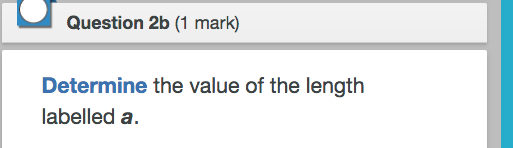 Question 2b (1 mark)
Determine the value of the length
labelled a.